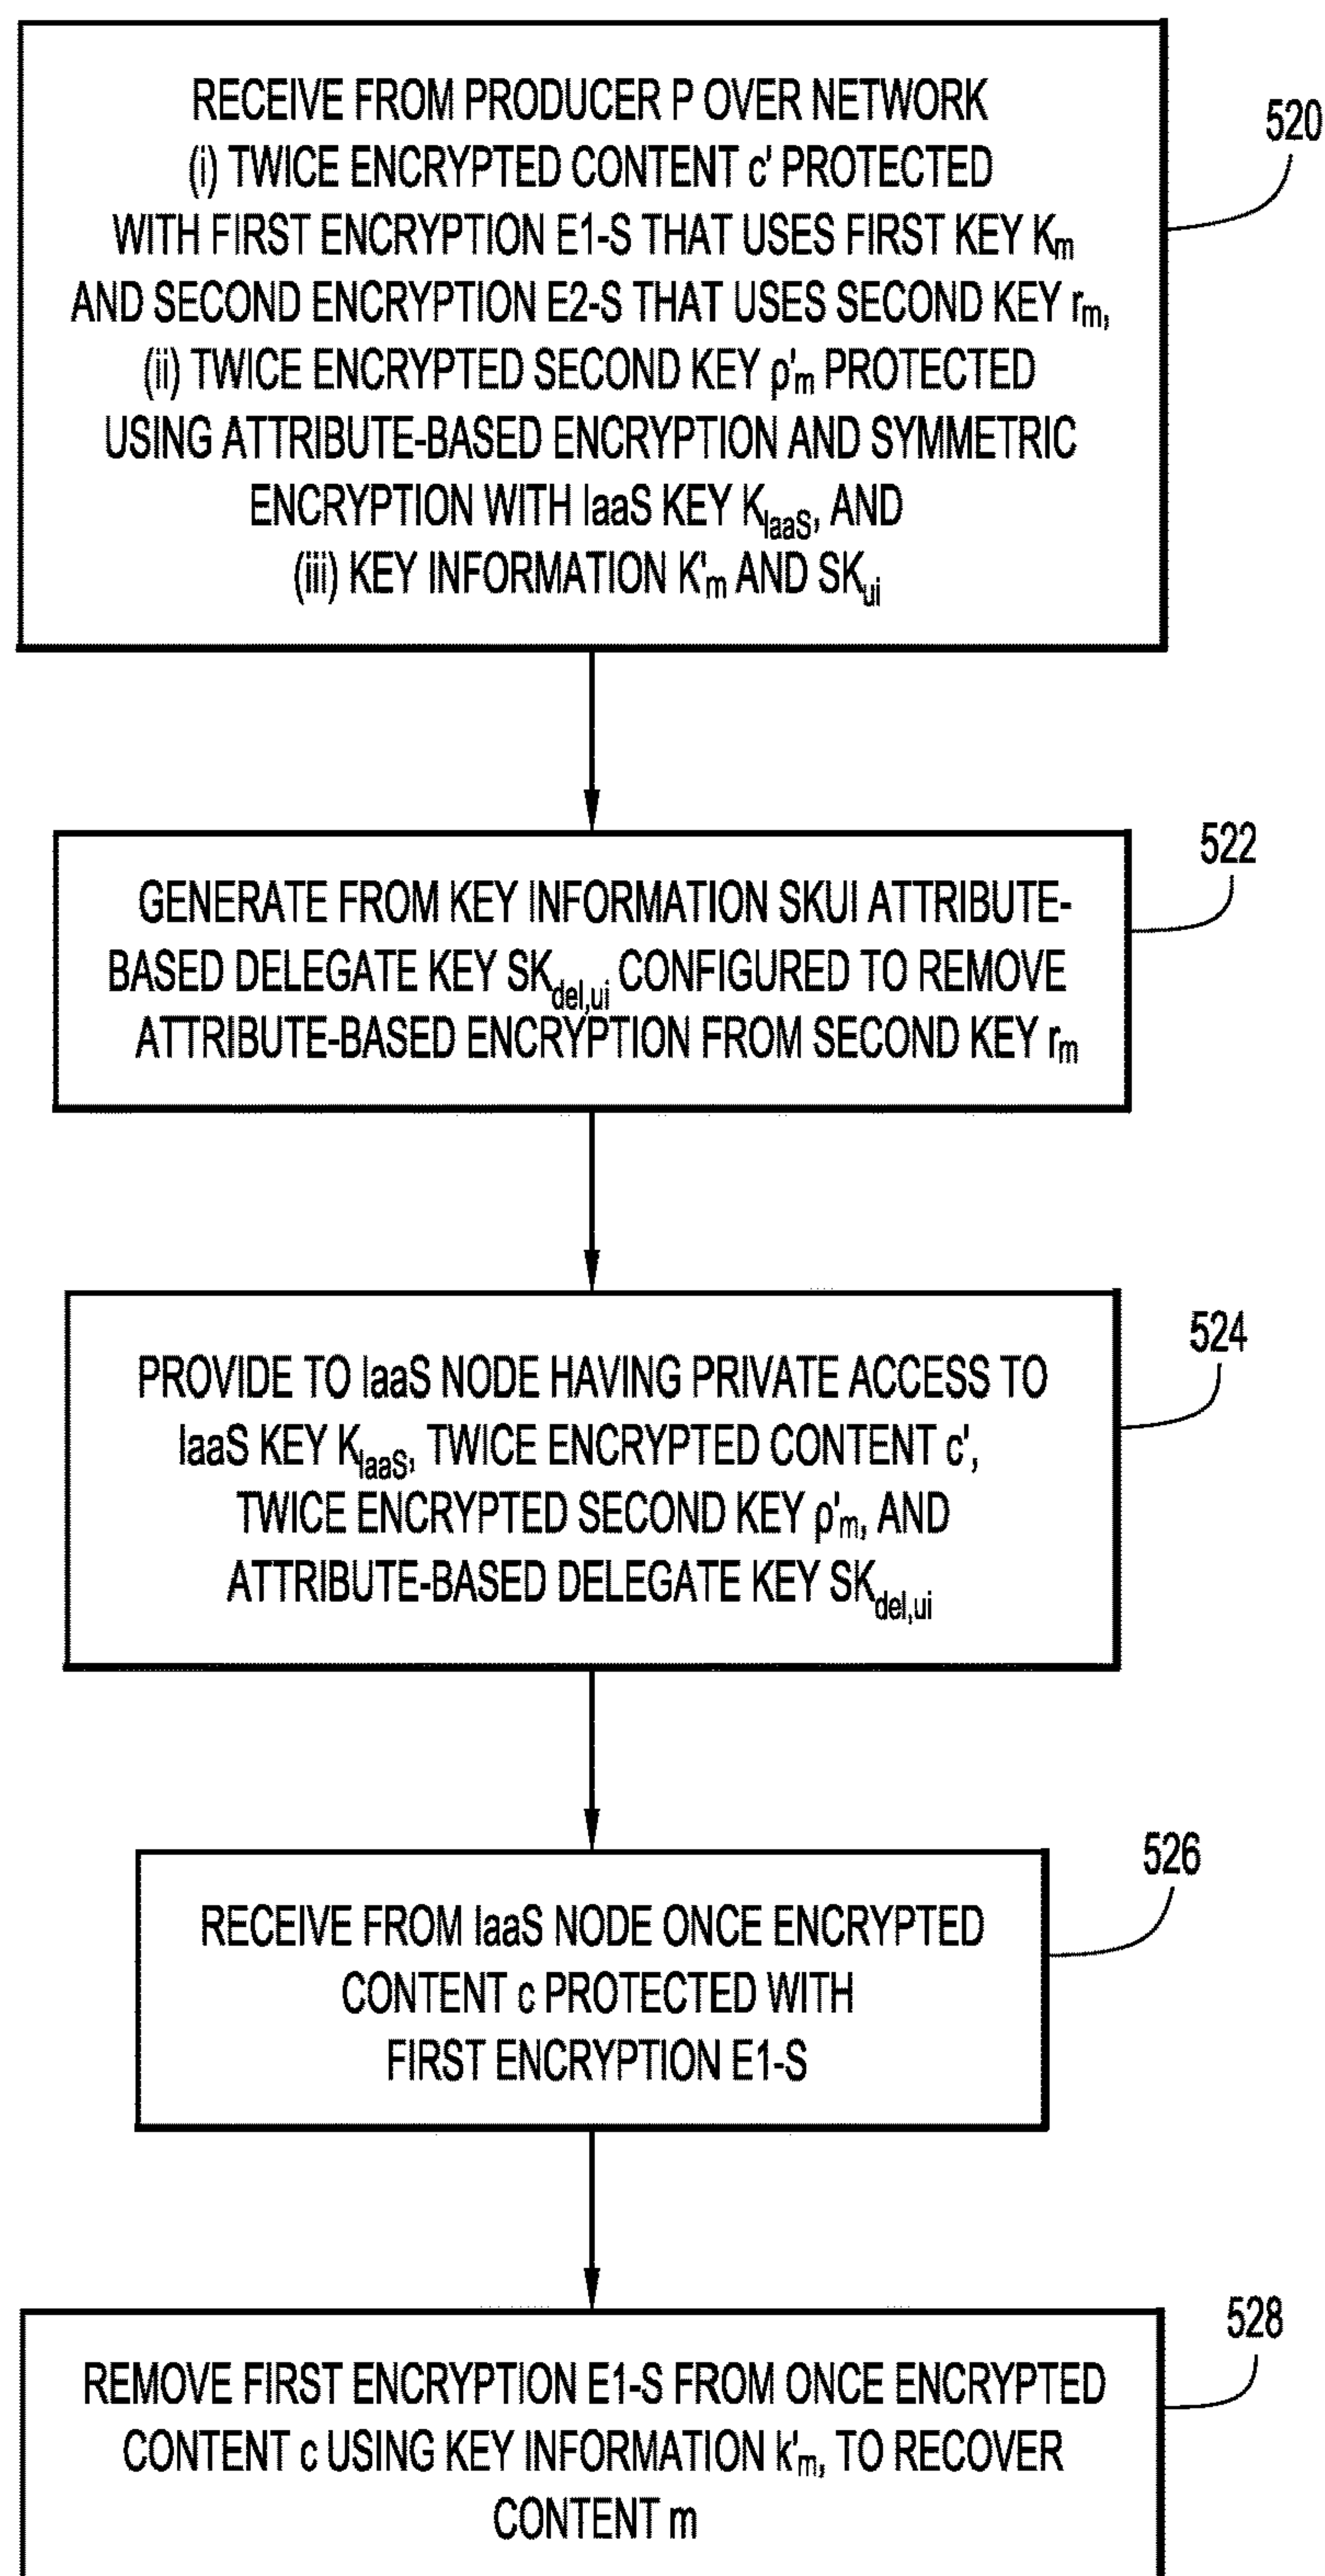 RECEIVE FROM PRODUCER P OVER NETWORK
(i) TWICE ENCRYPTED CONTENT c' PROTECTED
WITH FIRST ENCRYPTION E1-S THAT USES FIRST KEY Km
AND SECOND ENCRYPTION E2-S THAT USES SECOND KEY rm,
(ii) TWICE ENCRYPTED SECOND KEY ρ'm PROTECTED
USING ATTRIBUTE-BASED ENCRYPTION AND SYMMETRIC
ENCRYPTION WITH IaaS KEY KIaaS, AND
(iii) KEY INFORMATION K'm AND SKui
520
GENERATE FROM KEY INFORMATION SKUI ATTRIBUTE-
BASED DELEGATE KEY SKdel,ui CONFIGURED TO REMOVE
ATTRIBUTE-BASED ENCRYPTION FROM SECOND KEY rm
522
PROVIDE TO IaaS NODE HAVING PRIVATE ACCESS TO
IaaS KEY KIaaS, TWICE ENCRYPTED CONTENT c',
TWICE ENCRYPTED SECOND KEY ρ'm, AND
ATTRIBUTE-BASED DELEGATE KEY SKdel,ui
524
RECEIVE FROM IaaS NODE ONCE ENCRYPTED
CONTENT c PROTECTED WITH
FIRST ENCRYPTION E1-S
526
REMOVE FIRST ENCRYPTION E1-S FROM ONCE ENCRYPTED
CONTENT c USING KEY INFORMATION k'm, TO RECOVER
CONTENT m
528